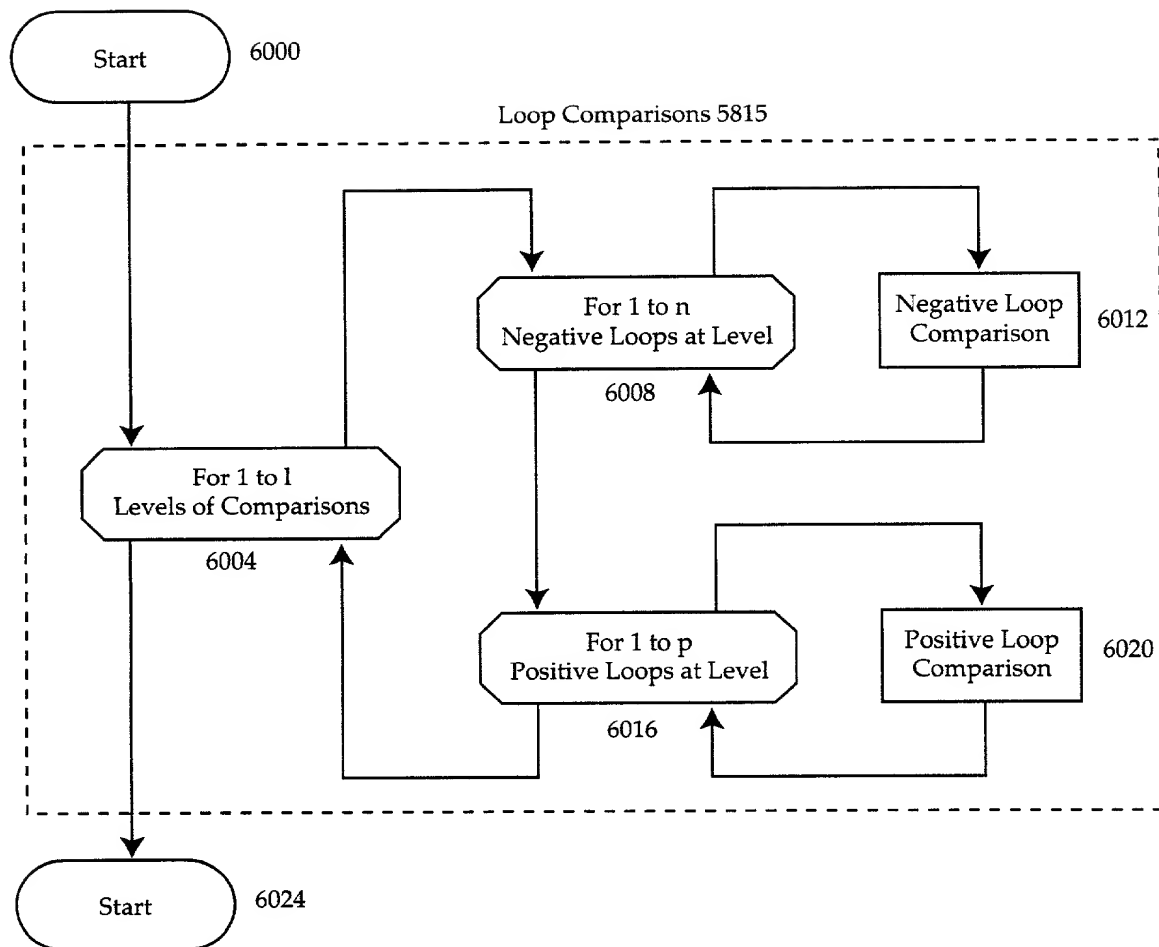 Start
6000
Loop Comparisons 5815
For 1 to n
Negative Loops at Level
6008
Negative Loop
Comparison
6012
For 1 to l
Levels of Comparisons
6004
For 1 to p
Positive Loops at Level
6016
Positive Loop
Comparison
6020
Start
6024